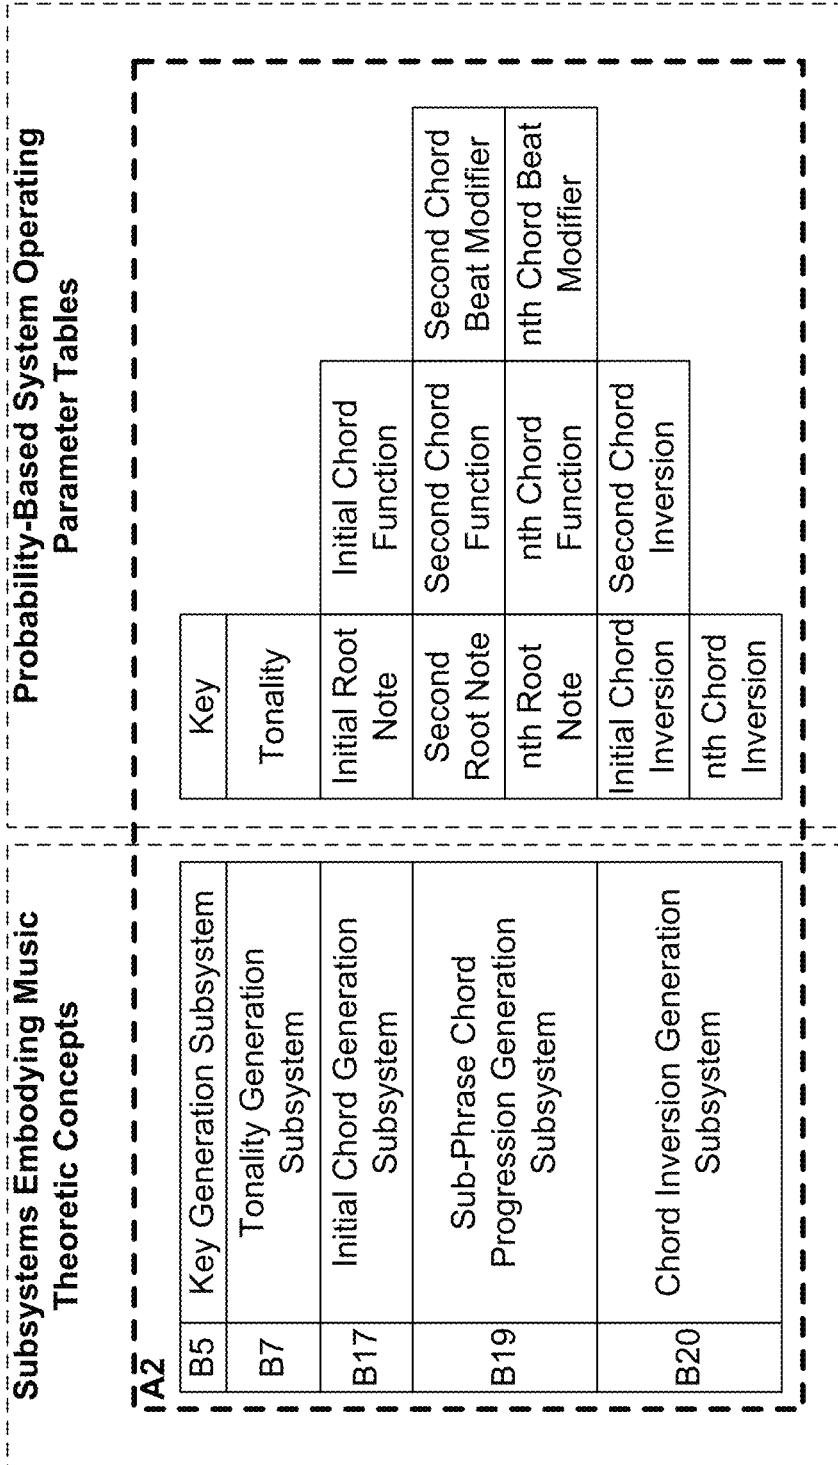 Subsystems Embodying Music
Theoretic Concepts
Probability-Based System Operating
Parameter Tables
A2
B5
Key Generation Subsystem
Key
B7
Tonality Generation
Subsystem
Tonality
B17
Initial Chord Generation
Subsystem
Initial Root
Note
Initial Chord
Function
B19
Sub-Phrase Chord
Progression Generation
Subsystem
Second
Root Note
Second Chord
Function
Second Chord
Beat Modifier
nth Root
Note
nth Chord
Function
nth Chord Beat
Modifier
B20
Chord Inversion Generation
Subsystem
Initial Chord
Inversion
Second Chord
Inversion
nth Chord
Inversion